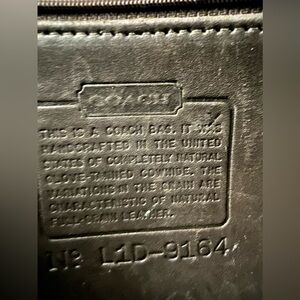 COACH
THIS IS A COACH BAG. IT WAS
HANDCRAFTED IN THE UNITED
STATES OF COMPLETELY NATURAL
GLOVE-TANNED COWHIDE. THE
VARIATIONS IN THE GRAIN ARE
CHARACTERISTIC OF NATURAL
FULL-GRAIN LEATHER.
Nº L1D-9164